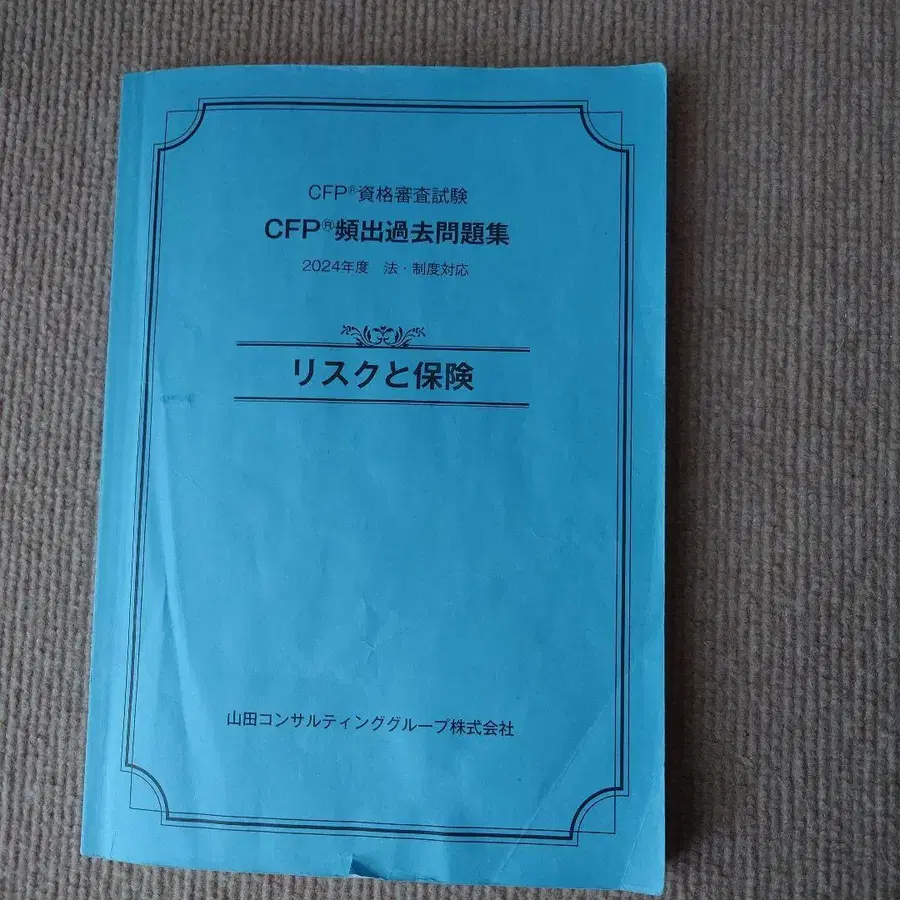 CFP®資格審査試験
CFP®頻出過去問題集
2024年度　法・制度対応
リスクと保険
山田コンサルティンググループ株式会社